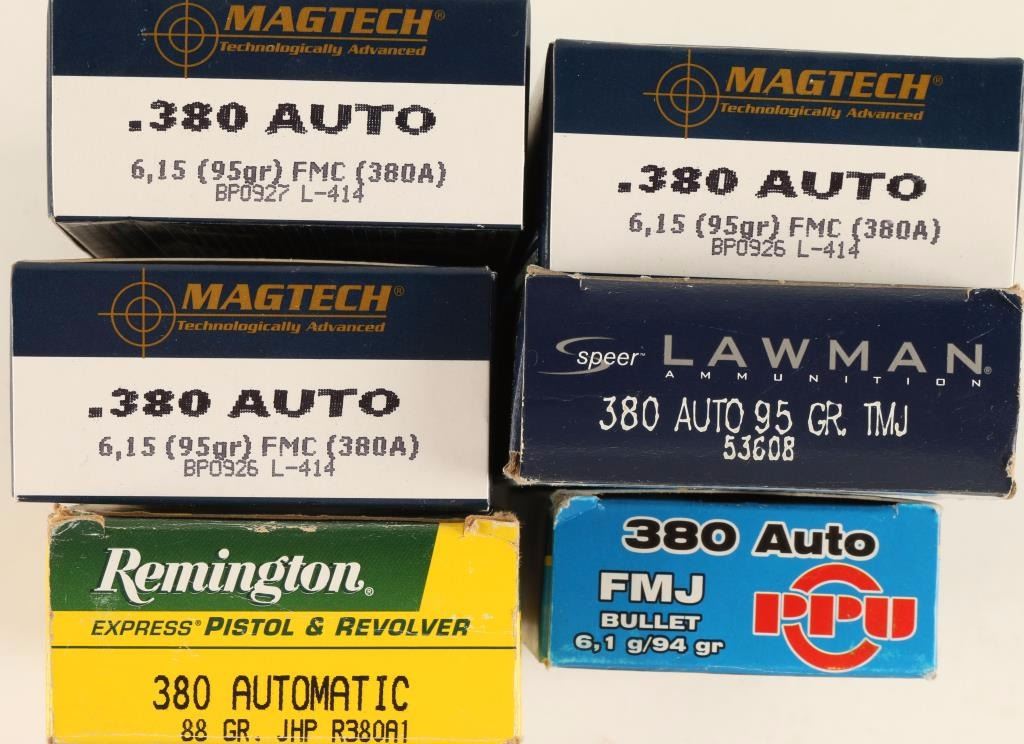 MAGTECH®
Technologically Advanced
.380 AUTO
6,15 (95gr) FMC (380A)
BP0927 L-414
MAGTECH®
Technologically Advanced
.380 AUTO
6,15 (95gr) FMC (380A)
BP0926 L-414
MAGTECH®
Technologically Advanced
.380 AUTO
6,15 (95gr) FMC (380A)
BP0926 L-414
speer™ LAWMAN®
AMMUNITION
380 AUTO 95 GR. TMJ
53608
Remington®
EXPRESS® PISTOL & REVOLVER
380 AUTOMATIC
88 GR. JHP R380A1
380 Auto
FMJ
BULLET
6,1 g/94 gr
PPU